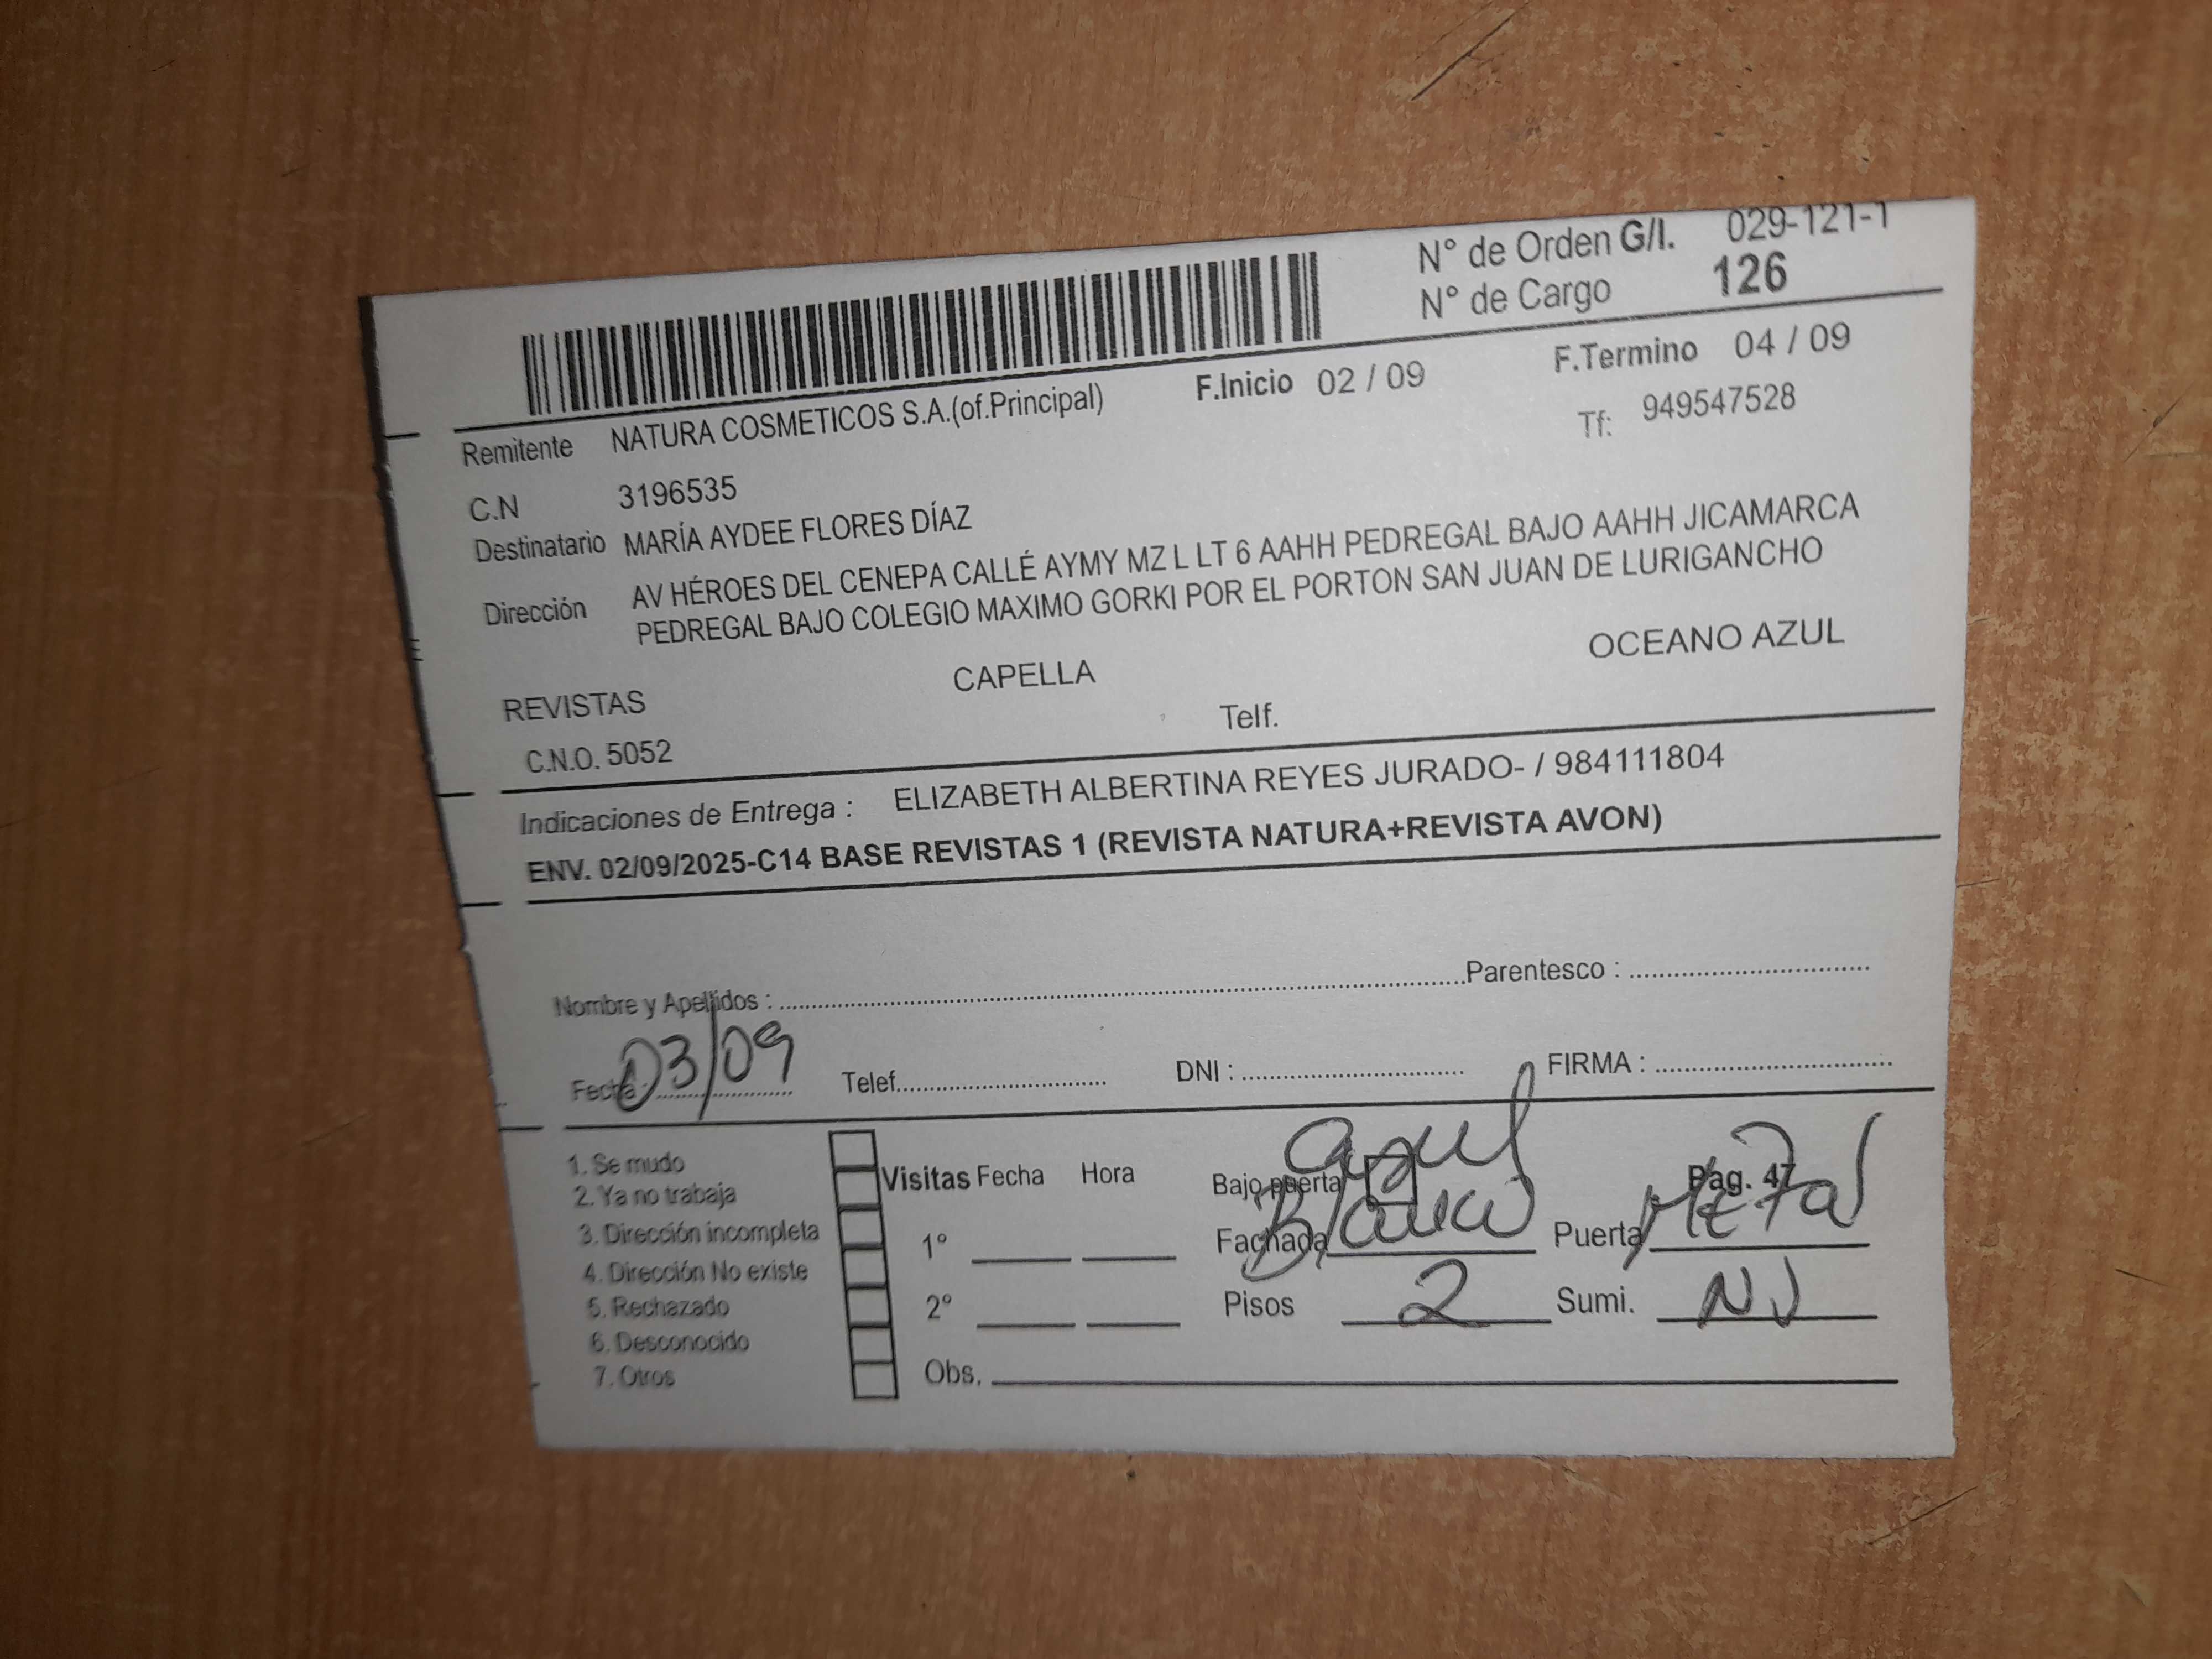 N° de Orden G/I. 029-121-1
N° de Cargo 126
F.Inicio 02 / 09 F.Termino 04 / 09
Remitente NATURA COSMETICOS S.A.(of.Principal) Tf: 949547528
C.N 3196535
Destinatario MARÍA AYDEE FLORES DÍAZ
Dirección AV HÉROES DEL CENEPA CALLÉ AYMY MZ L LT 6 AAHH PEDREGAL BAJO AAHH JICAMARCA
PEDREGAL BAJO COLEGIO MAXIMO GORKI POR EL PORTON SAN JUAN DE LURIGANCHO
REVISTAS CAPELLA OCEANO AZUL
C.N.O. 5052 Telf.
Indicaciones de Entrega : ELIZABETH ALBERTINA REYES JURADO- / 984111804
ENV. 02/09/2025-C14 BASE REVISTAS 1 (REVISTA NATURA+REVISTA AVON)
Nombre y Apellidos : Parentesco :
Fecha 03/09 Telef. DNI : FIRMA :
1. Se mudo
2. Ya no trabaja
3. Dirección incompleta
4. Dirección No existe
5. Rechazado
6. Desconocido
7. Otros
Visitas Fecha Hora
1°
2°
Obs.
azul
Bajo puerta Pag. 47
Fachada Blanco Puerta Metal
Pisos 2 Sumi.